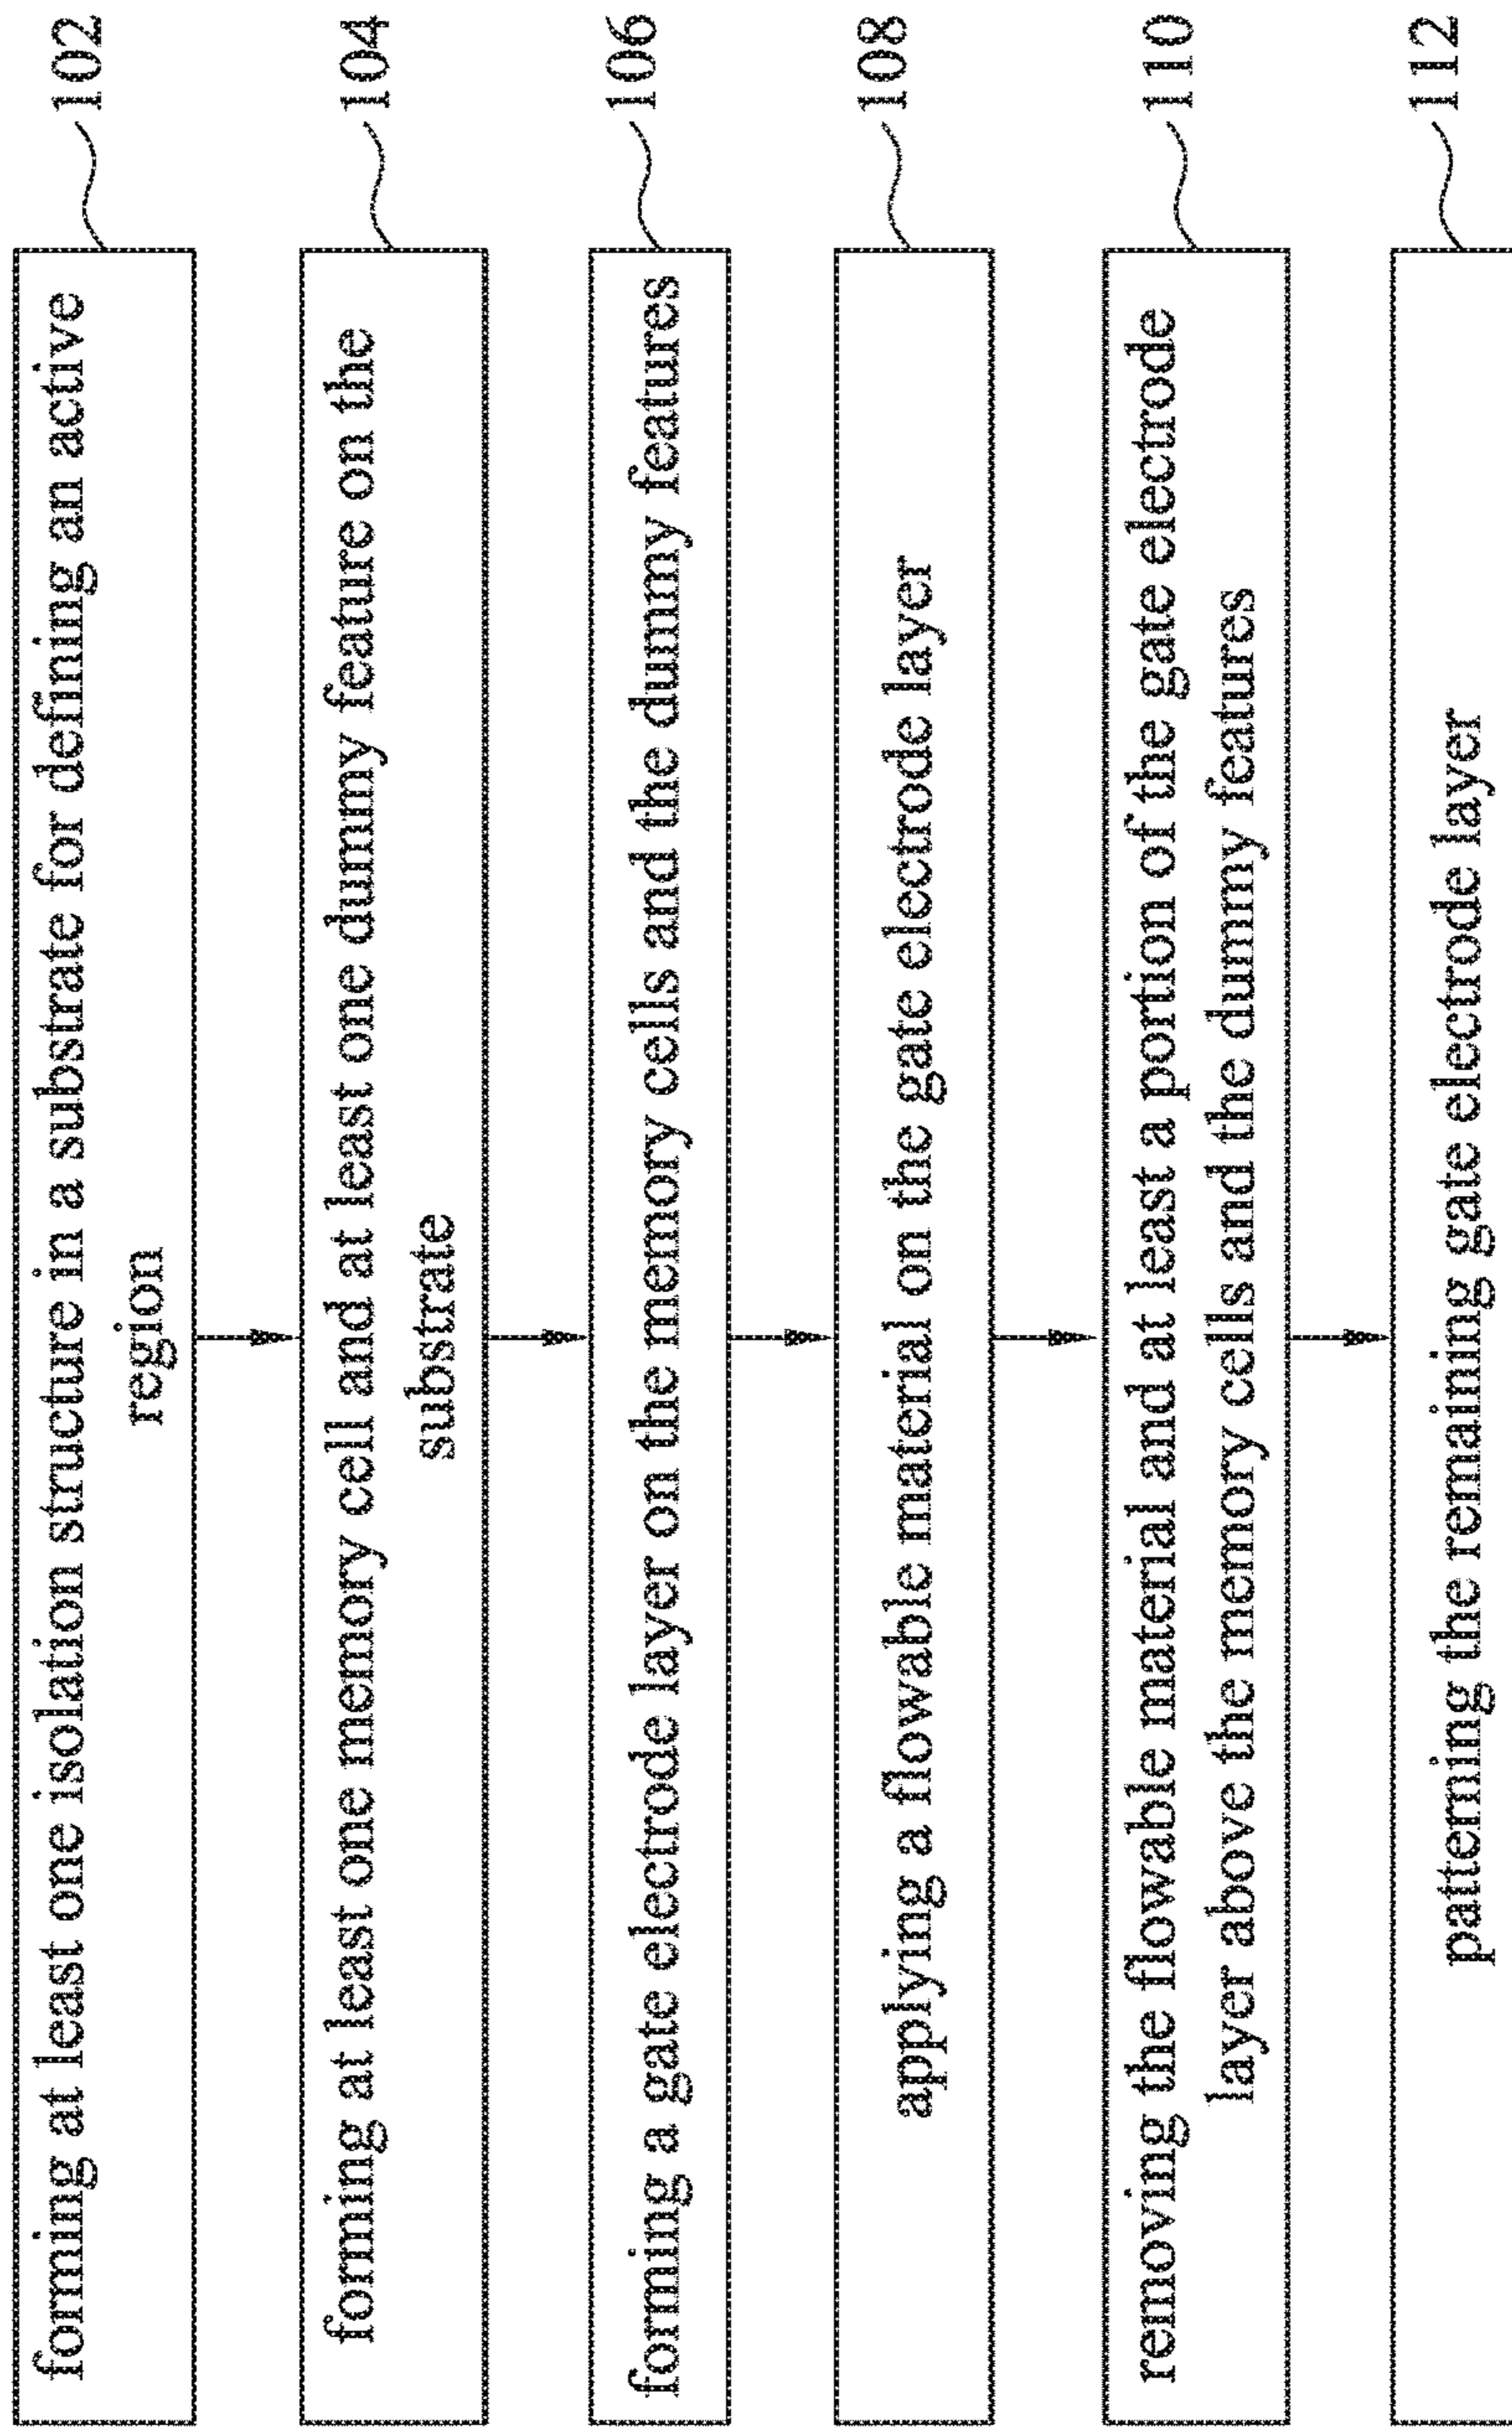 forming at least one isolation structure in a substrate for defining an active
region
102
forming at least one memory cell and at least one dummy feature on the
substrate
104
forming a gate electrode layer on the memory cells and the dummy features
106
applying a flowable material on the gate electrode layer
108
removing the flowable material and at least a portion of the gate electrode
layer above the memory cells and the dummy features
110
patterning the remaining gate electrode layer
112